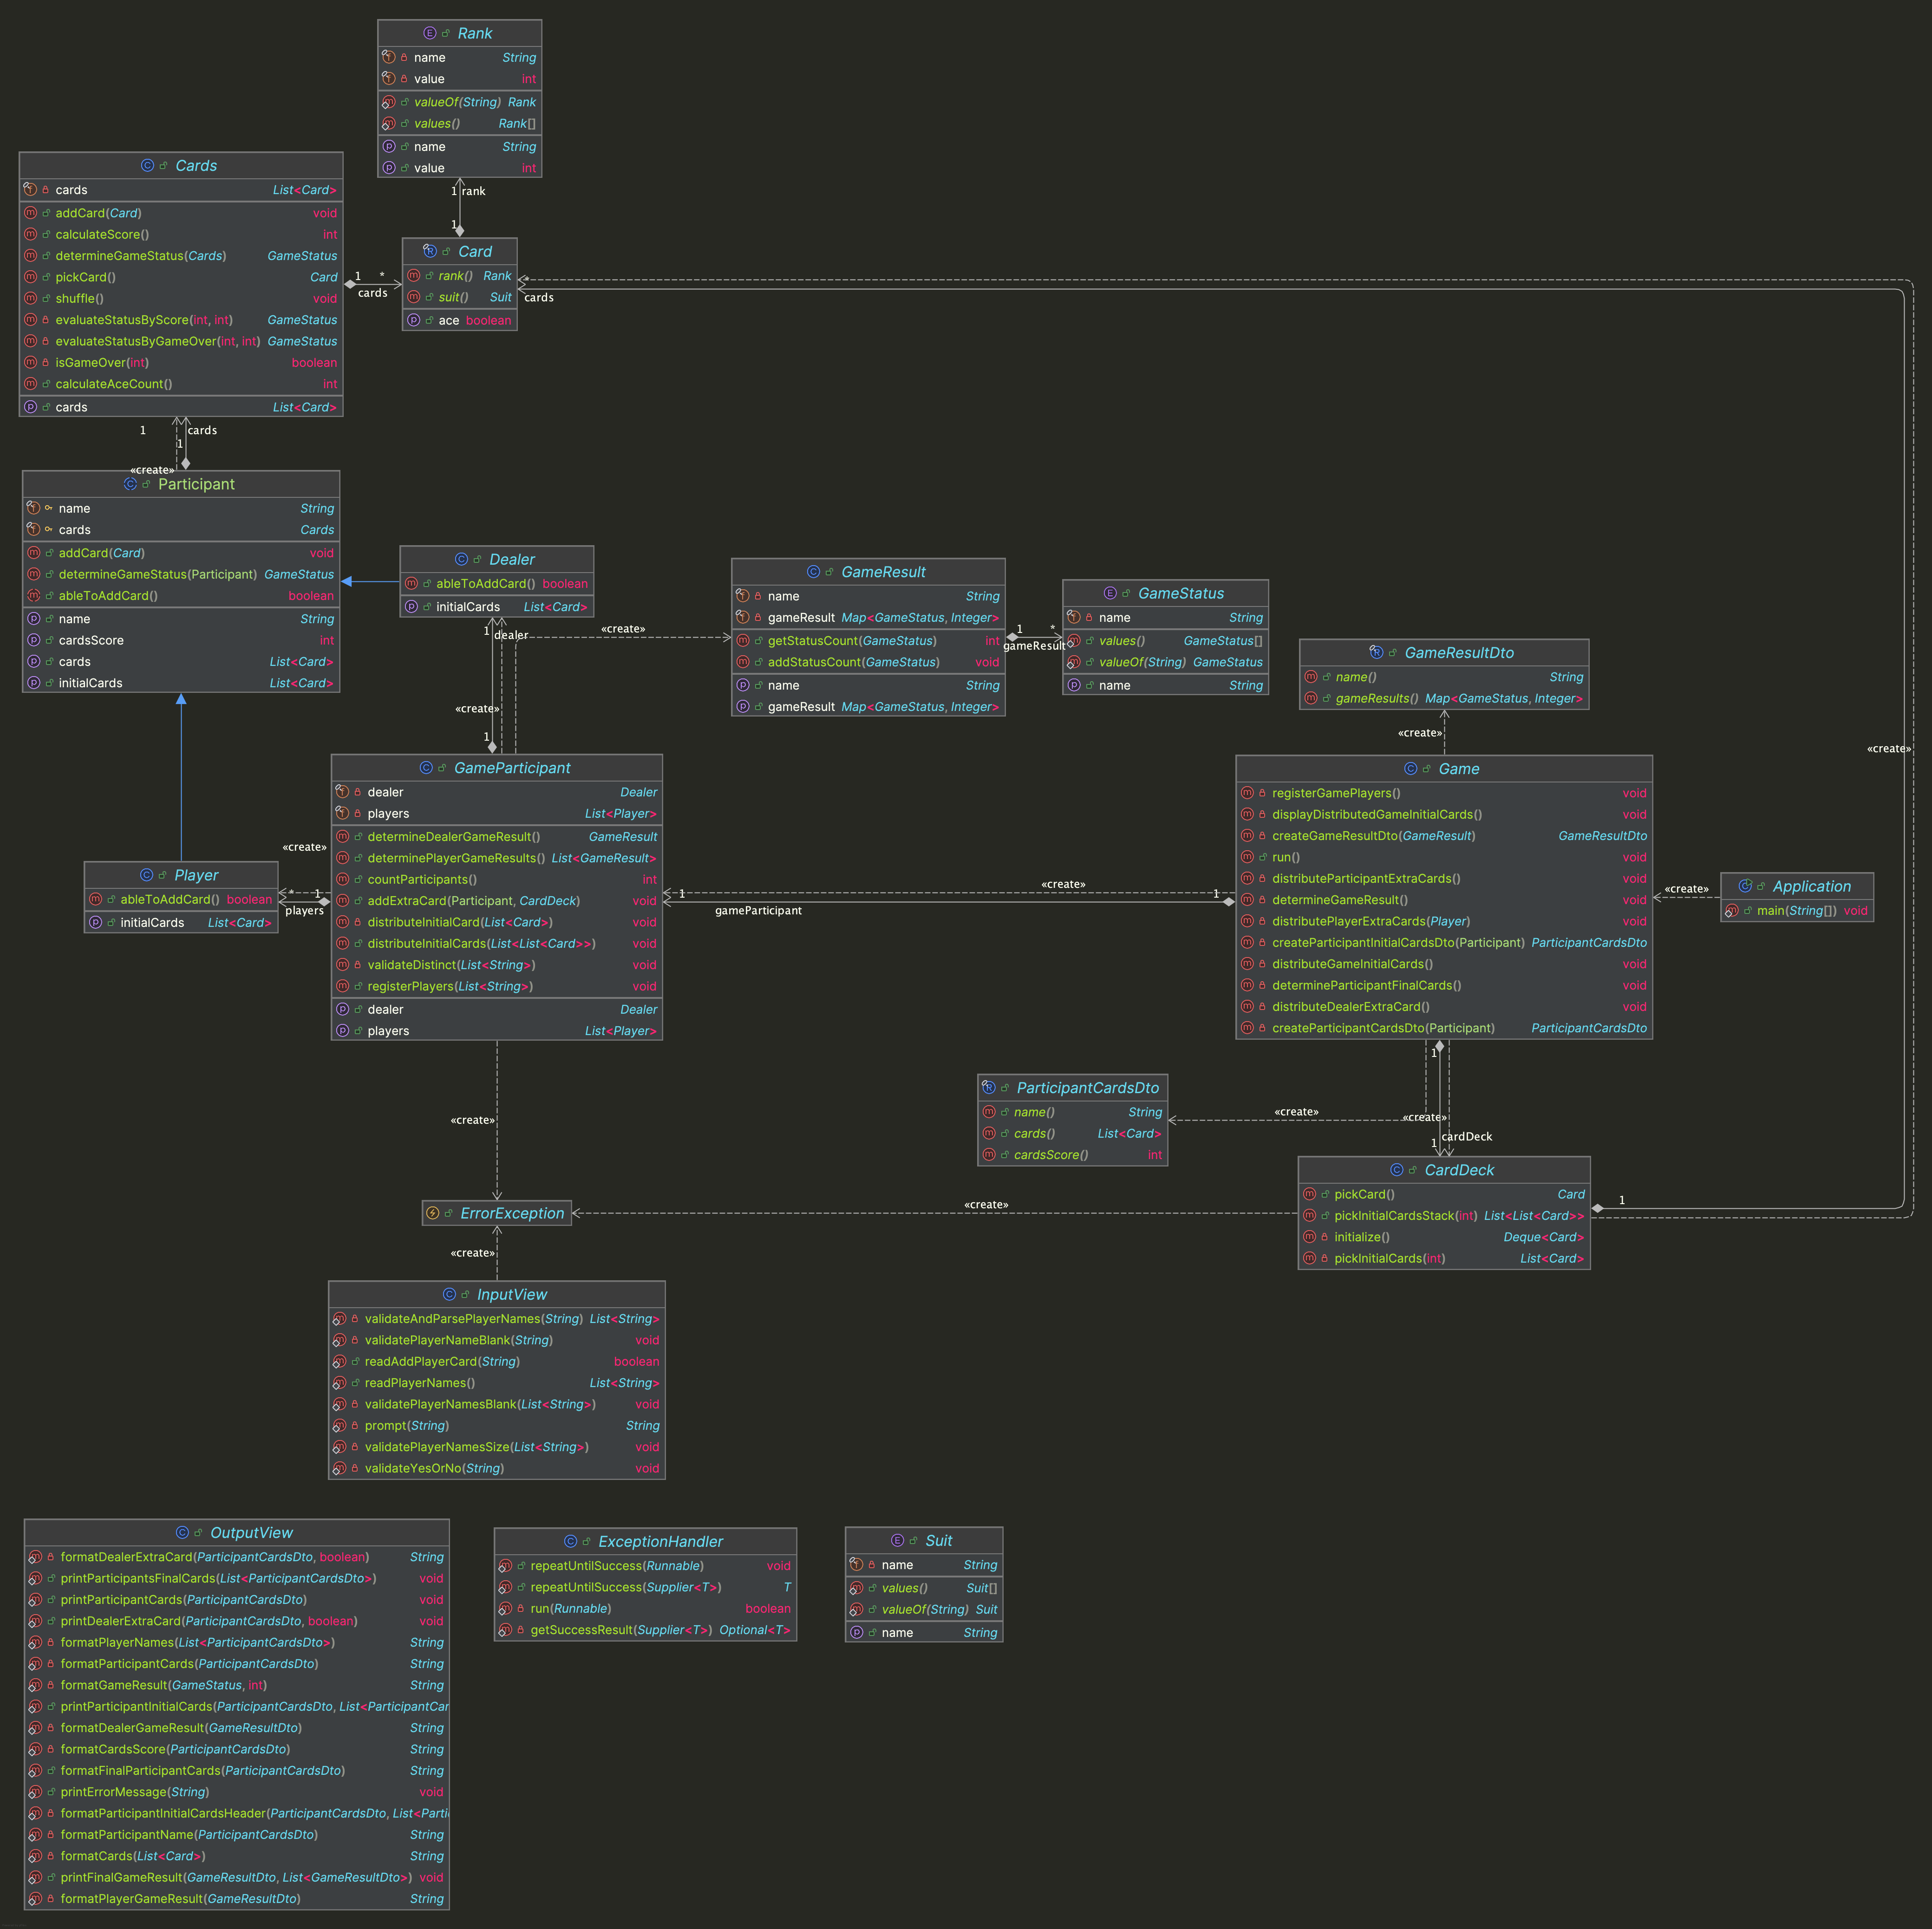 Rank
name String
value int
valueOf(String) Rank
values() Rank[]
name String
value int
1 rank
1
Cards
cards List<Card>
addCard(Card) void
calculateScore() int
determineGameStatus(Cards) GameStatus
pickCard() Card
shuffle() void
evaluateStatusByScore(int, int) GameStatus
evaluateStatusByGameOver(int, int) GameStatus
isGameOver(int) boolean
calculateAceCount() int
cards List<Card>
1 *
cards
Card
rank() Rank
suit() Suit
ace boolean
*
cards
1 cards
1
«create»
Participant
name String
cards Cards
addCard(Card) void
determineGameStatus(Participant) GameStatus
ableToAddCard() boolean
name String
cardsScore int
cards List<Card>
initialCards List<Card>
Dealer
ableToAddCard() boolean
initialCards List<Card>
1 dealer
«create»
«create»
1
GameResult
name String
gameResult Map<GameStatus, Integer>
getStatusCount(GameStatus) int
addStatusCount(GameStatus) void
name String
gameResult Map<GameStatus, Integer>
1 *
gameResult
GameStatus
name String
values() GameStatus[]
valueOf(String) GameStatus
name String
GameResultDto
name() String
gameResults() Map<GameStatus, Integer>
«create»
«create»
GameParticipant
dealer Dealer
players List<Player>
determineDealerGameResult() GameResult
determinePlayerGameResults() List<GameResult>
countParticipants() int
addExtraCard(Participant, CardDeck) void
distributeInitialCard(List<Card>) void
distributeInitialCards(List<List<Card>>) void
validateDistinct(List<String>) void
registerPlayers(List<String>) void
dealer Dealer
players List<Player>
«create»
* 1
players
Player
ableToAddCard() boolean
initialCards List<Card>
«create»
1 1
gameParticipant
Game
registerGamePlayers() void
displayDistributedGameInitialCards() void
createGameResultDto(GameResult) GameResultDto
run() void
distributeParticipantExtraCards() void
determineGameResult() void
distributePlayerExtraCards(Player) void
createParticipantInitialCardsDto(Participant) ParticipantCardsDto
distributeGameInitialCards() void
determineParticipantFinalCards() void
distributeDealerExtraCard() void
createParticipantCardsDto(Participant) ParticipantCardsDto
«create»
Application
main(String[]) void
1
«create»
«create»
1 cardDeck
ParticipantCardsDto
name() String
cards() List<Card>
cardsScore() int
CardDeck
pickCard() Card
pickInitialCardsStack(int) List<List<Card>>
initialize() Deque<Card>
pickInitialCards(int) List<Card>
1
«create»
«create»
ErrorException
«create»
InputView
validateAndParsePlayerNames(String) List<String>
validatePlayerNameBlank(String) void
readAddPlayerCard(String) boolean
readPlayerNames() List<String>
validatePlayerNamesBlank(List<String>) void
prompt(String) String
validatePlayerNamesSize(List<String>) void
validateYesOrNo(String) void
OutputView
formatDealerExtraCard(ParticipantCardsDto, boolean) String
printParticipantsFinalCards(List<ParticipantCardsDto>) void
printParticipantCards(ParticipantCardsDto) void
printDealerExtraCard(ParticipantCardsDto, boolean) void
formatPlayerNames(List<ParticipantCardsDto>) String
formatParticipantCards(ParticipantCardsDto) String
formatGameResult(GameStatus, int) String
printParticipantInitialCards(ParticipantCardsDto, List<ParticipantCar
formatDealerGameResult(GameResultDto) String
formatCardsScore(ParticipantCardsDto) String
formatFinalParticipantCards(ParticipantCardsDto) String
printErrorMessage(String) void
formatParticipantInitialCardsHeader(ParticipantCardsDto, List<Parti
formatParticipantName(ParticipantCardsDto) String
formatCards(List<Card>) String
printFinalGameResult(GameResultDto, List<GameResultDto>) void
formatPlayerGameResult(GameResultDto) String
ExceptionHandler
repeatUntilSuccess(Runnable) void
repeatUntilSuccess(Supplier<T>) T
run(Runnable) boolean
getSuccessResult(Supplier<T>) Optional<T>
Suit
name String
values() Suit[]
valueOf(String) Suit
name String